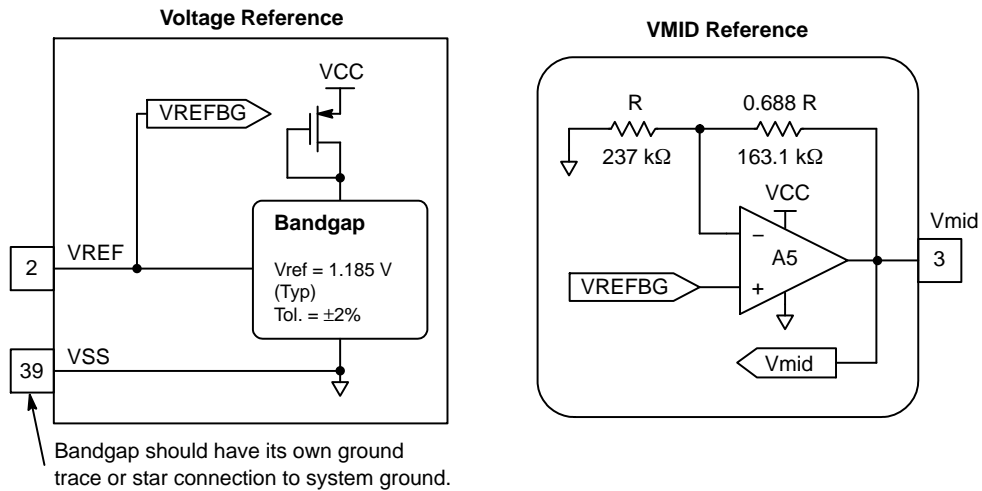 Voltage Reference
VCC
VREFBG
Bandgap
Vref = 1.185 V
(Typ)
Tol. = ±2%
2
VREF
39
VSS
Bandgap should have its own ground
trace or star connection to system ground.
VMID Reference
R
0.688 R
237 kΩ
163.1 kΩ
VCC
−
A5
+
VREFBG
Vmid
3
Vmid